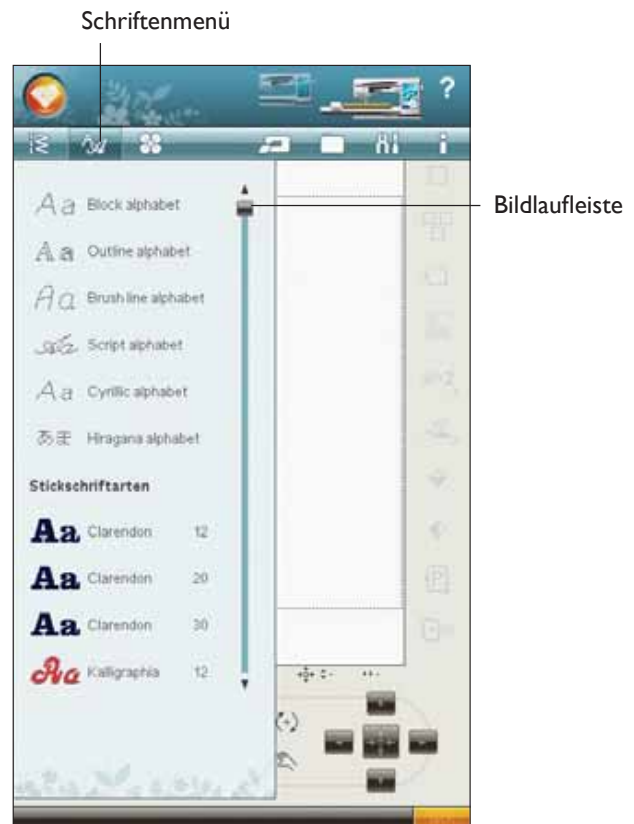 Schriftenmenü
?
Aa Block alphabet
Aa Outline alphabet
Aa Brush line alphabet
Script alphabet
Aa Cyrillic alphabet
あま Hiragana alphabet
Stickschriftarten
Aa Clarendon 12
Aa Clarendon 20
Aa Clarendon 30
Aa Kalligraphia 12
Bildlaufleiste